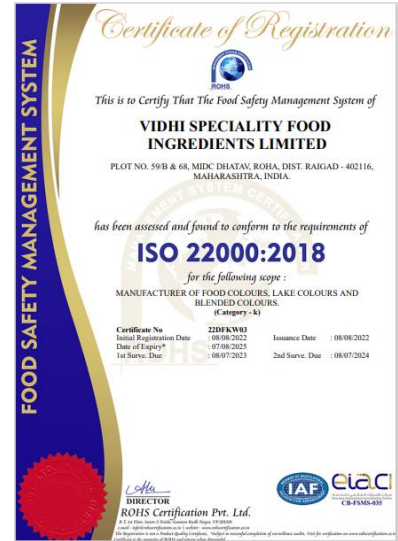 Certificate of Registration
ROHS
This is to Certify That The Food Safety Management System of
VIDHI SPECIALITY FOOD
INGREDIENTS LIMITED
PLOT NO. 59/B & 68, MIDC DHATAV, ROHA, DIST. RAIGAD - 402116,
MAHARASHTRA, INDIA.
has been assessed and found to conform to the requirements of
ISO 22000:2018
for the following scope :
MANUFACTURER OF FOOD COLOURS, LAKE COLOURS AND
BLENDED COLOURS.
(Category - k)
Certificate No 22DFKW03
Initial Registration Date : 08/08/2022 Issuance Date : 08/08/2022
Date of Expiry* : 07/08/2025
1st Surve. Due : 08/07/2023 2nd Surve. Due : 08/07/2024
FOOD SAFETY MANAGEMENT SYSTEM
DIRECTOR
ROHS Certification Pvt. Ltd.
IAF
eiaci
CB-FSMS-035